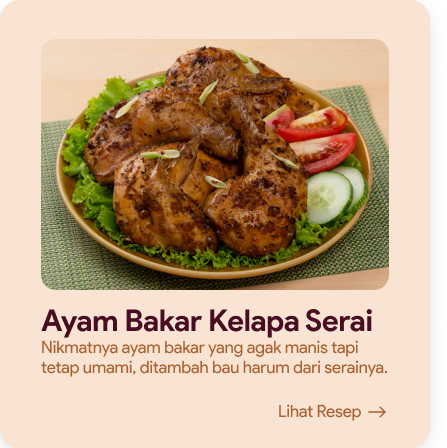 Ayam Bakar Kelapa Serai
Nikmatnya ayam bakar yang agak manis tapi
tetap umami, ditambah bau harum dari serainya.
Lihat Resep →